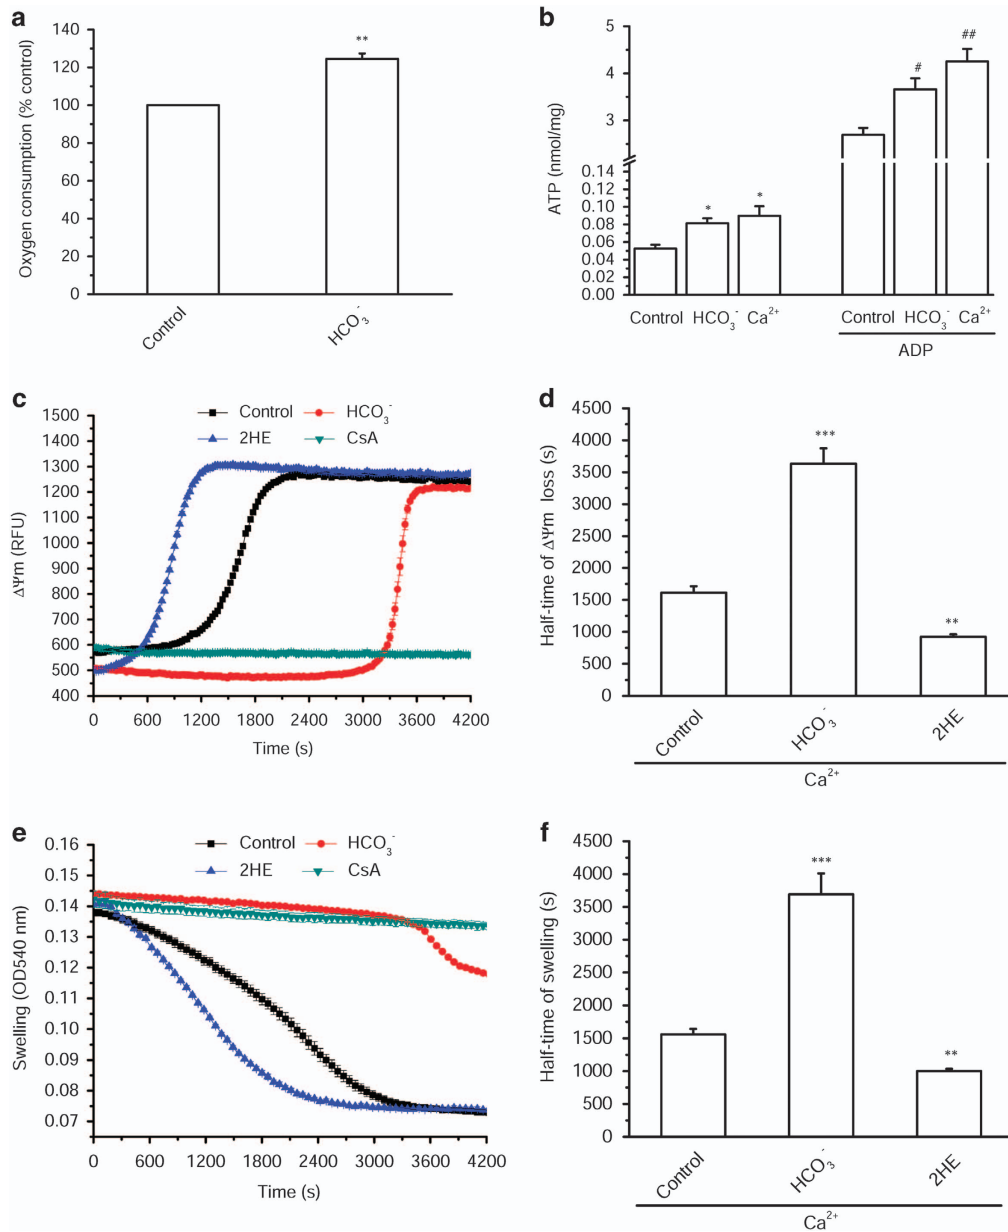 a
Oxygen consumption (% control)
140
120
100
80
60
40
20
0
**
Control
HCO₃⁻
b
ATP (nmol/mg)
5
4
3
0.14
0.12
0.10
0.08
0.06
0.04
0.02
0.00
*
*
#
##
Control HCO₃⁻ Ca²⁺
Control HCO₃⁻ Ca²⁺
ADP
c
Control
HCO₃⁻
2HE
CsA
ΔΨm (RFU)
1500
1400
1300
1200
1100
1000
900
800
700
600
500
400
0 600 1200 1800 2400 3000 3600 4200
Time (s)
d
Half-time of ΔΨm loss (s)
4500
4000
3500
3000
2500
2000
1500
1000
500
0
***
**
Control
HCO₃⁻
2HE
Ca²⁺
e
Control
HCO₃⁻
2HE
CsA
Swelling (OD540 nm)
0.16
0.15
0.14
0.13
0.12
0.11
0.10
0.09
0.08
0.07
0 600 1200 1800 2400 3000 3600 4200
Time (s)
f
Half-time of swelling (s)
4500
4000
3500
3000
2500
2000
1500
1000
500
0
***
**
Control
HCO₃⁻
2HE
Ca²⁺